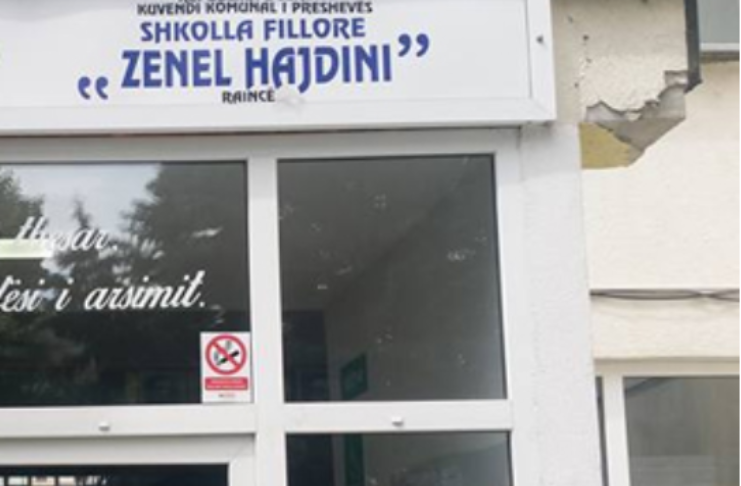 KUVENDI KOMUNAL I PRESHEVËS
SHKOLLA FILLORE
„ZENEL HAJDINI”
RAINCË
thesar.
tësi i arsimit.